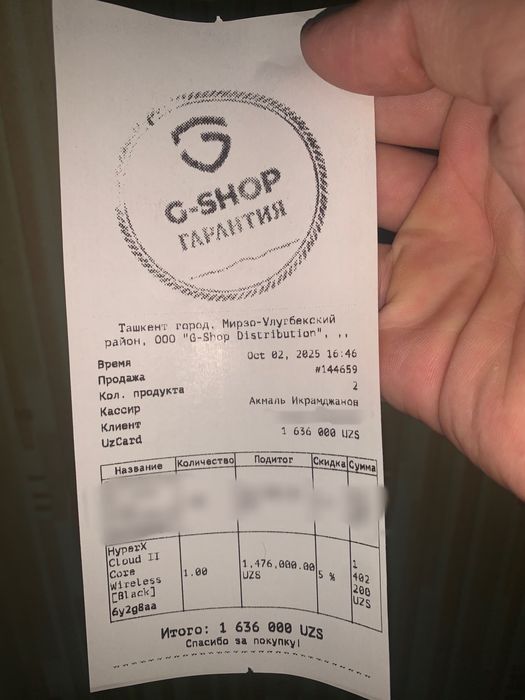 G-SHOP
ГАРАНТИЯ
Ташкент город, Мирзо-Улугбекский
район, ООО "G-Shop Distribution", ,,
Время Oct 02, 2025 16:46
Продажа #144659
Кол. продукта 2
Кассир Акмаль Икрамджанов
Клиент
UzCard 1 636 000 UZS
Название Количество Подитог Скидка Сумма
HyperX
Cloud II
Core
Wireless
[Black]
6y2g8aa
1.00
1,476,000.00
UZS
5 %
1
402
200
UZS
Итого: 1 636 000 UZS
Спасибо за покупку!